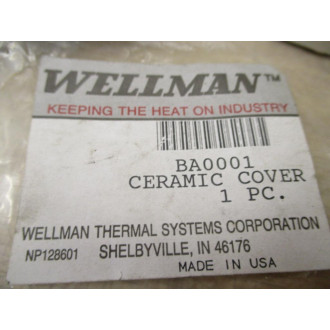 WELLMAN™
KEEPING THE HEAT ON INDUSTRY
BA0001
CERAMIC COVER
1 PC.
WELLMAN THERMAL SYSTEMS CORPORATION
NP128601 SHELBYVILLE, IN 46176
MADE IN USA